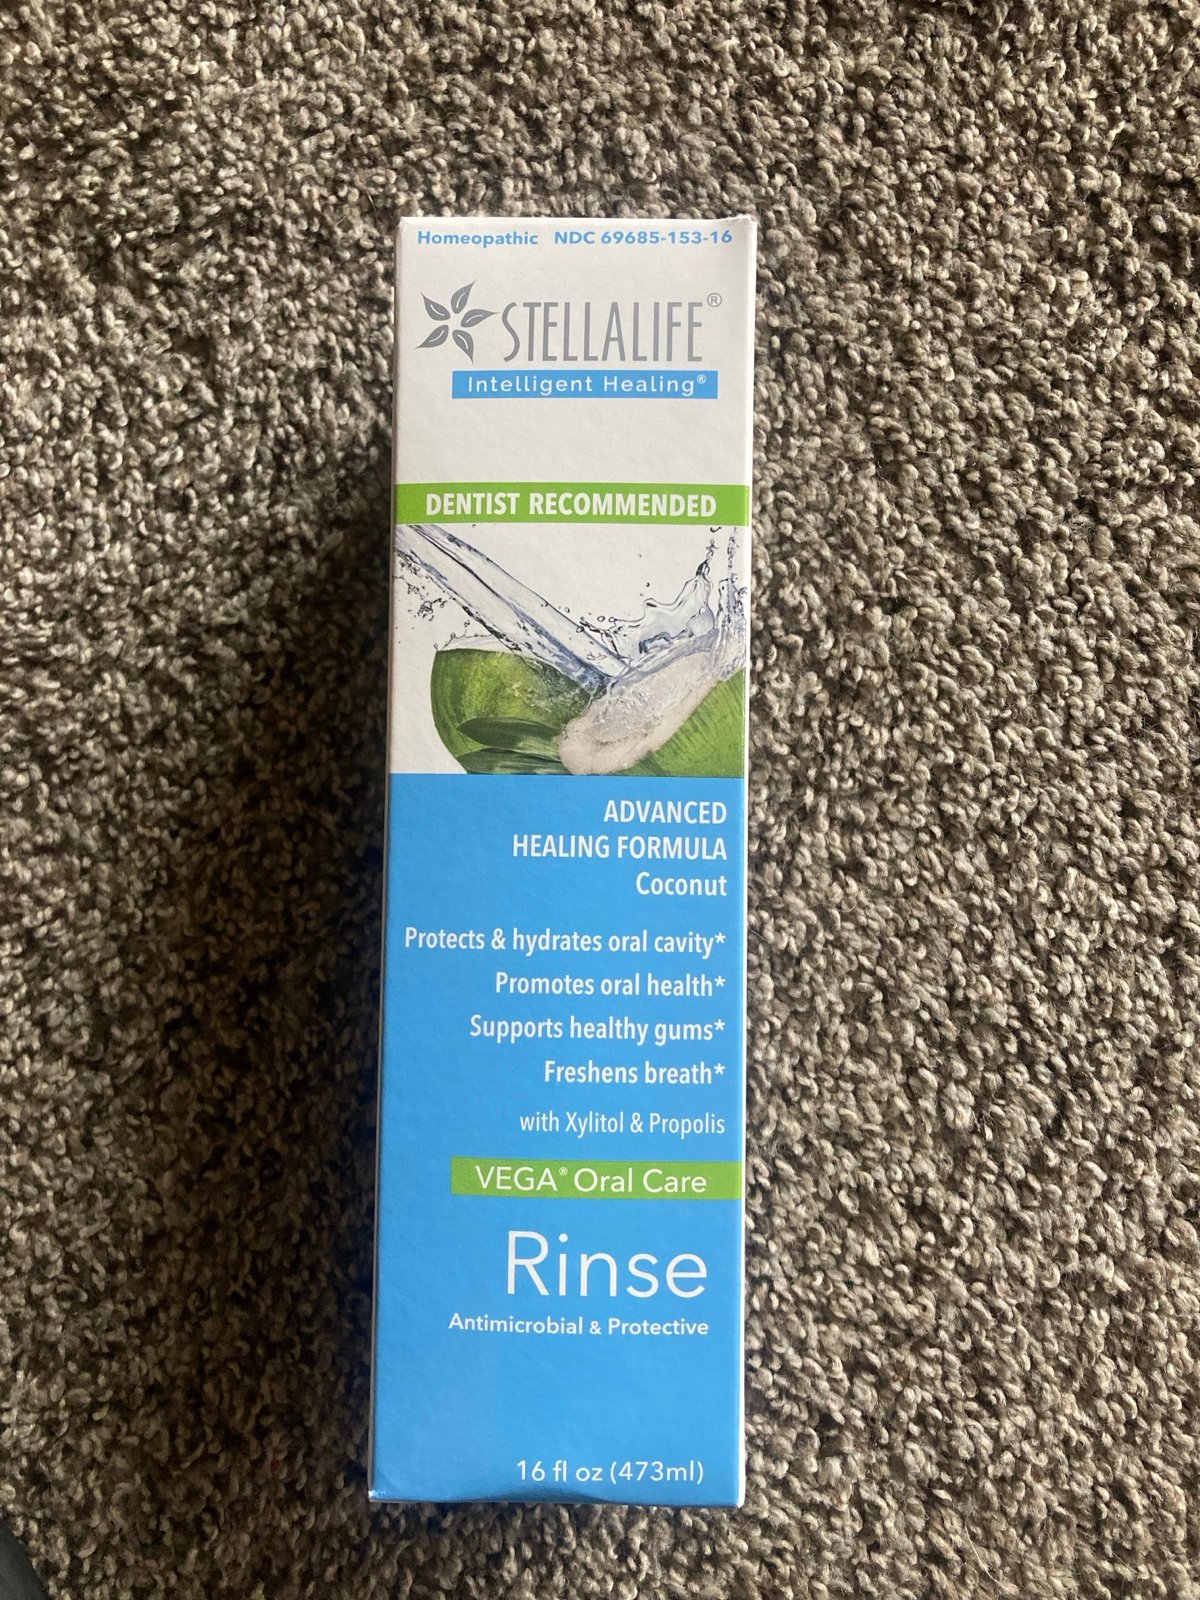 Homeopathic NDC 69685-153-16
STELLALIFE®
Intelligent Healing®
DENTIST RECOMMENDED
ADVANCED
HEALING FORMULA
Coconut
Protects & hydrates oral cavity*
Promotes oral health*
Supports healthy gums*
Freshens breath*
with Xylitol & Propolis
VEGA® Oral Care
Rinse
Antimicrobial & Protective
16 fl oz (473ml)